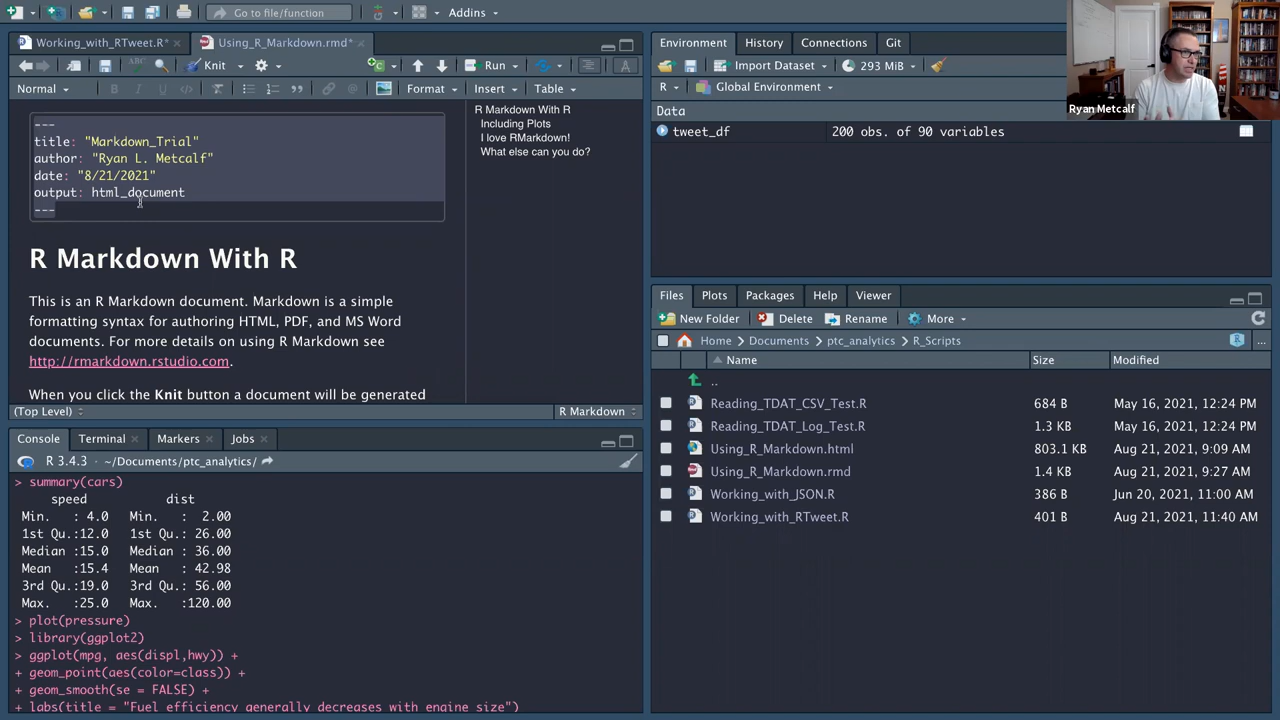 Go to file/function
Addins
Working_with_RTweet.R*
Using_R_Markdown.rmd*
Knit
Run
Normal
B
I
U
Format
Insert
Table
---
title: "Markdown_Trial"
author: "Ryan L. Metcalf"
date: "8/21/2021"
output: html_document
---
R Markdown With R
This is an R Markdown document. Markdown is a simple
formatting syntax for authoring HTML, PDF, and MS Word
documents. For more details on using R Markdown see
http://rmarkdown.rstudio.com.
When you click the Knit button a document will be generated
R Markdown With R
Including Plots
I love RMarkdown!
What else can you do?
(Top Level)
R Markdown
Console
Terminal
Markers
Jobs
R 3.4.3 · ~/Documents/ptc_analytics/
> summary(cars)
speed dist
Min. : 4.0 Min. : 2.00
1st Qu.:12.0 1st Qu.: 26.00
Median :15.0 Median : 36.00
Mean :15.4 Mean : 42.98
3rd Qu.:19.0 3rd Qu.: 56.00
Max. :25.0 Max. :120.00
> plot(pressure)
> library(ggplot2)
> ggplot(mpg, aes(displ,hwy)) +
+ geom_point(aes(color=class)) +
+ geom_smooth(se = FALSE) +
+ labs(title = "Fuel efficiency generally decreases with engine size")
Environment
History
Connections
Git
Import Dataset
293 MiB
R
Global Environment
Data
tweet_df 200 obs. of 90 variables
Ryan Metcalf
Files
Plots
Packages
Help
Viewer
New Folder
Delete
Rename
More
Home
Documents
ptc_analytics
R_Scripts
...
Name Size Modified
..
Reading_TDAT_CSV_Test.R 684 B May 16, 2021, 12:24 PM
Reading_TDAT_Log_Test.R 1.3 KB May 16, 2021, 12:24 PM
Using_R_Markdown.html 803.1 KB Aug 21, 2021, 9:09 AM
Using_R_Markdown.rmd 1.4 KB Aug 21, 2021, 9:27 AM
Working_with_JSON.R 386 B Jun 20, 2021, 11:00 AM
Working_with_RTweet.R 401 B Aug 21, 2021, 11:40 AM